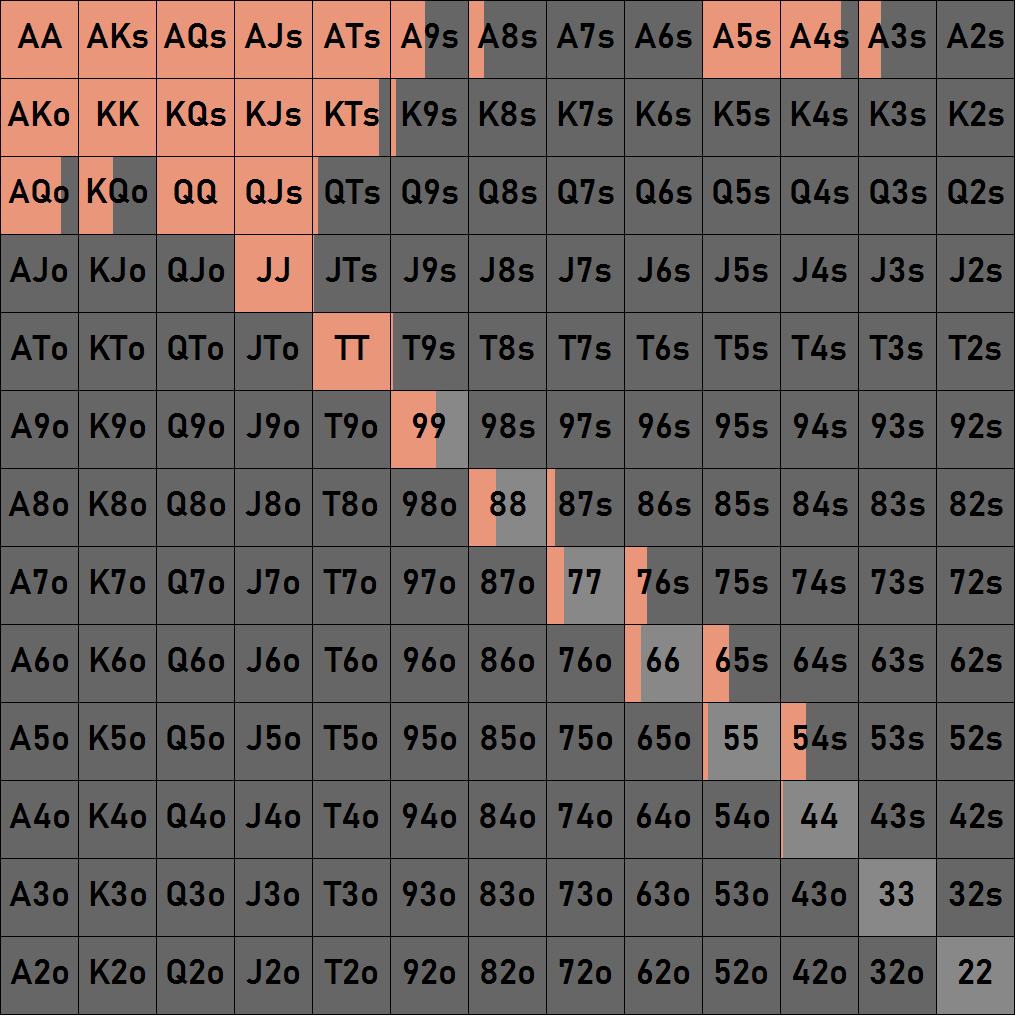 AA AKs AQs AJs ATs A9s A8s A7s A6s A5s A4s A3s A2s
AKo KK KQs KJs KTs K9s K8s K7s K6s K5s K4s K3s K2s
AQo KQo QQ QJs QTs Q9s Q8s Q7s Q6s Q5s Q4s Q3s Q2s
AJo KJo QJo JJ JTs J9s J8s J7s J6s J5s J4s J3s J2s
ATo KTo QTo JTo TT T9s T8s T7s T6s T5s T4s T3s T2s
A9o K9o Q9o J9o T9o 99 98s 97s 96s 95s 94s 93s 92s
A8o K8o Q8o J8o T8o 98o 88 87s 86s 85s 84s 83s 82s
A7o K7o Q7o J7o T7o 97o 87o 77 76s 75s 74s 73s 72s
A6o K6o Q6o J6o T6o 96o 86o 76o 66 65s 64s 63s 62s
A5o K5o Q5o J5o T5o 95o 85o 75o 65o 55 54s 53s 52s
A4o K4o Q4o J4o T4o 94o 84o 74o 64o 54o 44 43s 42s
A3o K3o Q3o J3o T3o 93o 83o 73o 63o 53o 43o 33 32s
A2o K2o Q2o J2o T2o 92o 82o 72o 62o 52o 42o 32o 22